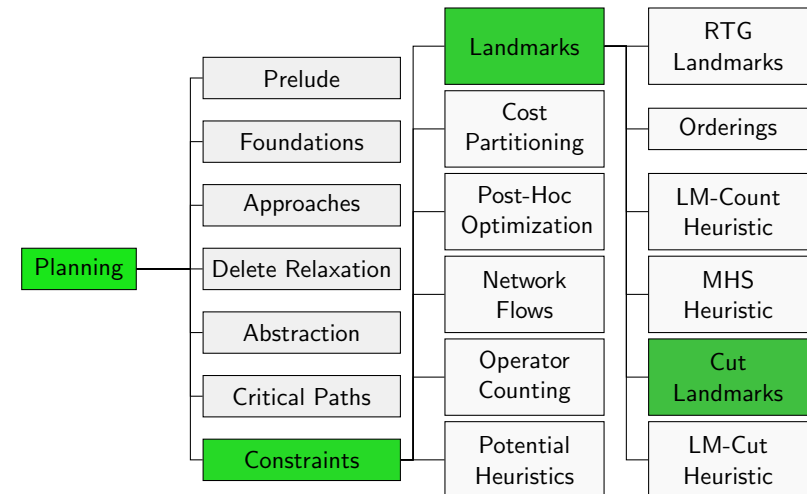 Planning
Prelude
Foundations
Approaches
Delete Relaxation
Abstraction
Critical Paths
Constraints
Landmarks
Cost
Partitioning
Post-Hoc
Optimization
Network
Flows
Operator
Counting
Potential
Heuristics
RTG
Landmarks
Orderings
LM-Count
Heuristic
MHS
Heuristic
Cut
Landmarks
LM-Cut
Heuristic